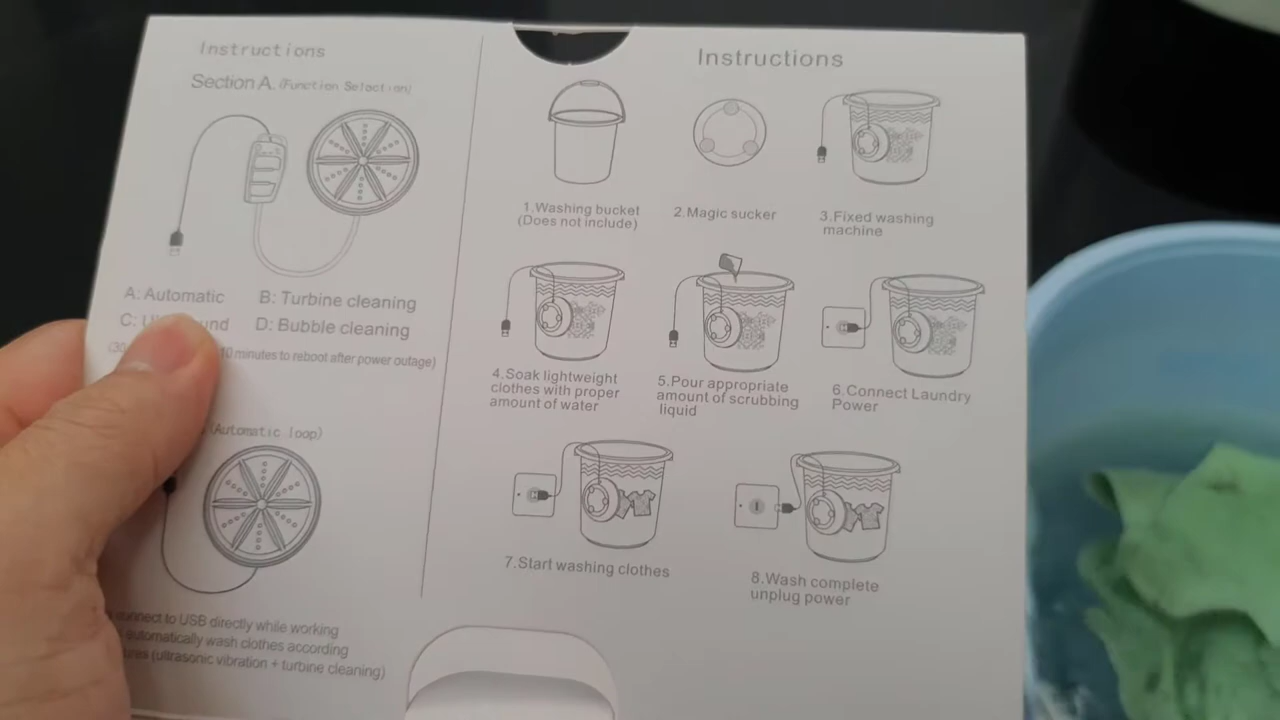 Instructions
Section A. (Function Selection)
A: Automatic B: Turbine cleaning
C: D: Bubble cleaning
10 minutes to reboot after power outage)
(Automatic loop)
connect to USB directly while working
automatically wash clothes according
(ultrasonic vibration + turbine cleaning)
Instructions
1.Washing bucket
(Does not include)
2.Magic sucker
3.Fixed washing
machine
4.Soak lightweight
clothes with proper
amount of water
5.Pour appropriate
amount of scrubbing
liquid
6.Connect Laundry
Power
7.Start washing clothes
8.Wash complete
unplug power